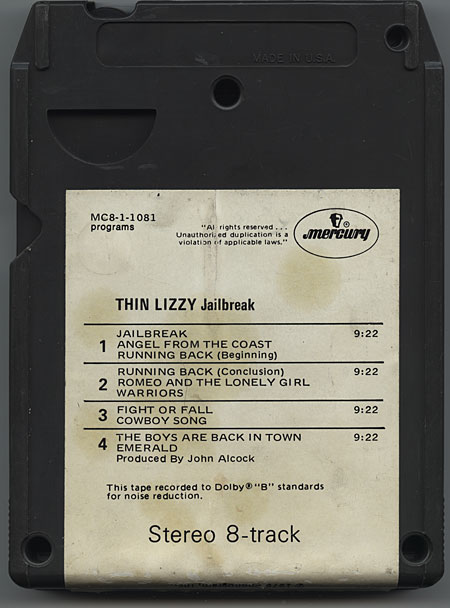 MADE IN U.S.A.
MC8-1-1081
programs
"All rights reserved...
Unauthorized duplication is a
violation of applicable laws."
mercury ®
THIN LIZZY Jailbreak
1 JAILBREAK 9:22
ANGEL FROM THE COAST
RUNNING BACK (Beginning)
2 RUNNING BACK (Conclusion) 9:22
ROMEO AND THE LONELY GIRL
WARRIORS
3 FIGHT OR FALL 9:22
COWBOY SONG
4 THE BOYS ARE BACK IN TOWN 9:22
EMERALD
Produced By John Alcock
This tape recorded to Dolby® "B" standards
for noise reduction.
Stereo 8-track